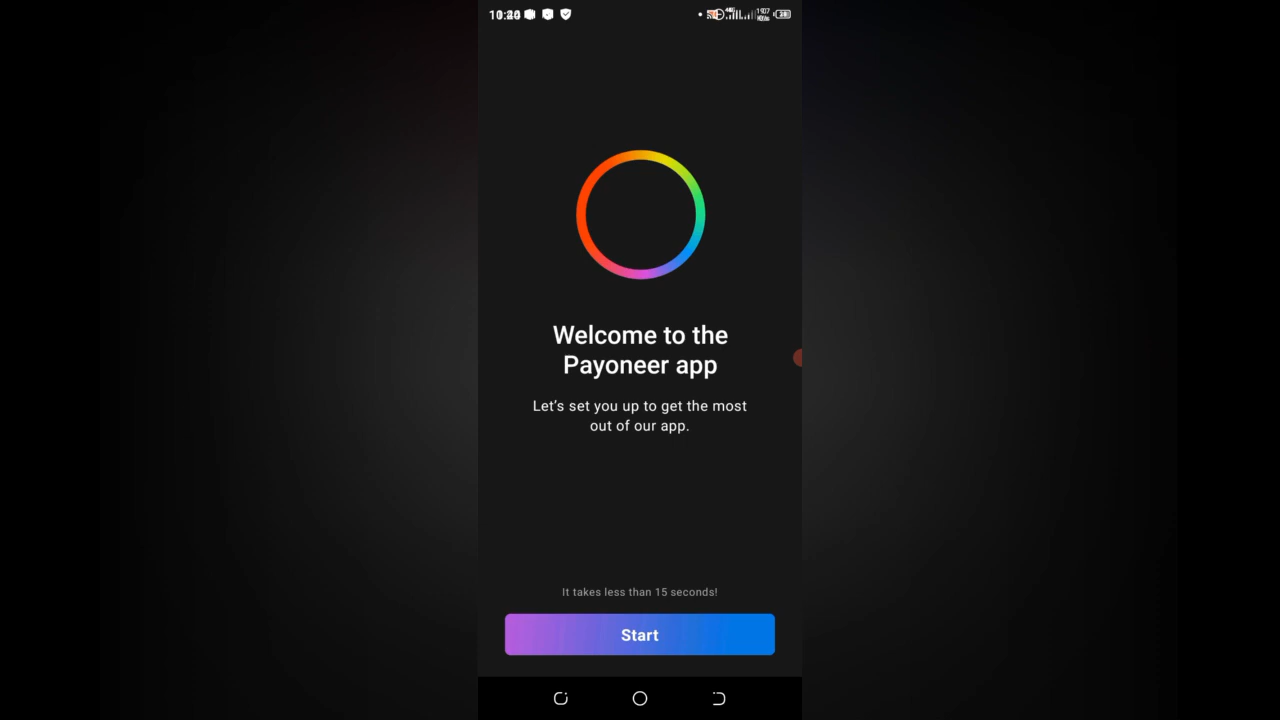 Welcome to the
Payoneer app
Let's set you up to get the most
out of our app.
It takes less than 15 seconds!
Start